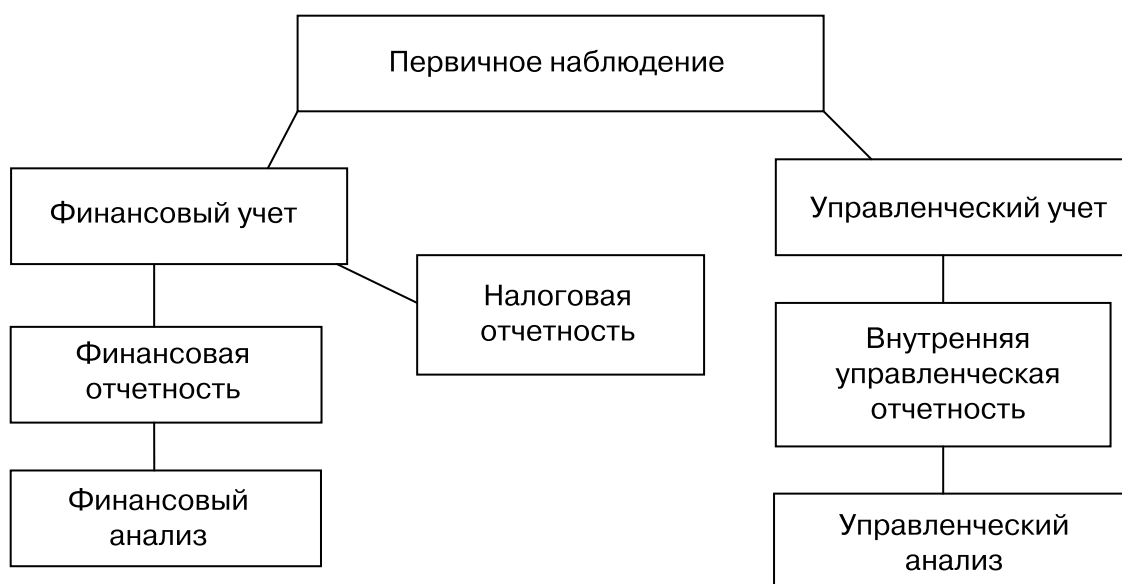 Первичное наблюдение
Финансовый учет
Управленческий учет
Налоговая
отчетность
Финансовая
отчетность
Внутренняя
управленческая
отчетность
Финансовый
анализ
Управленческий
анализ